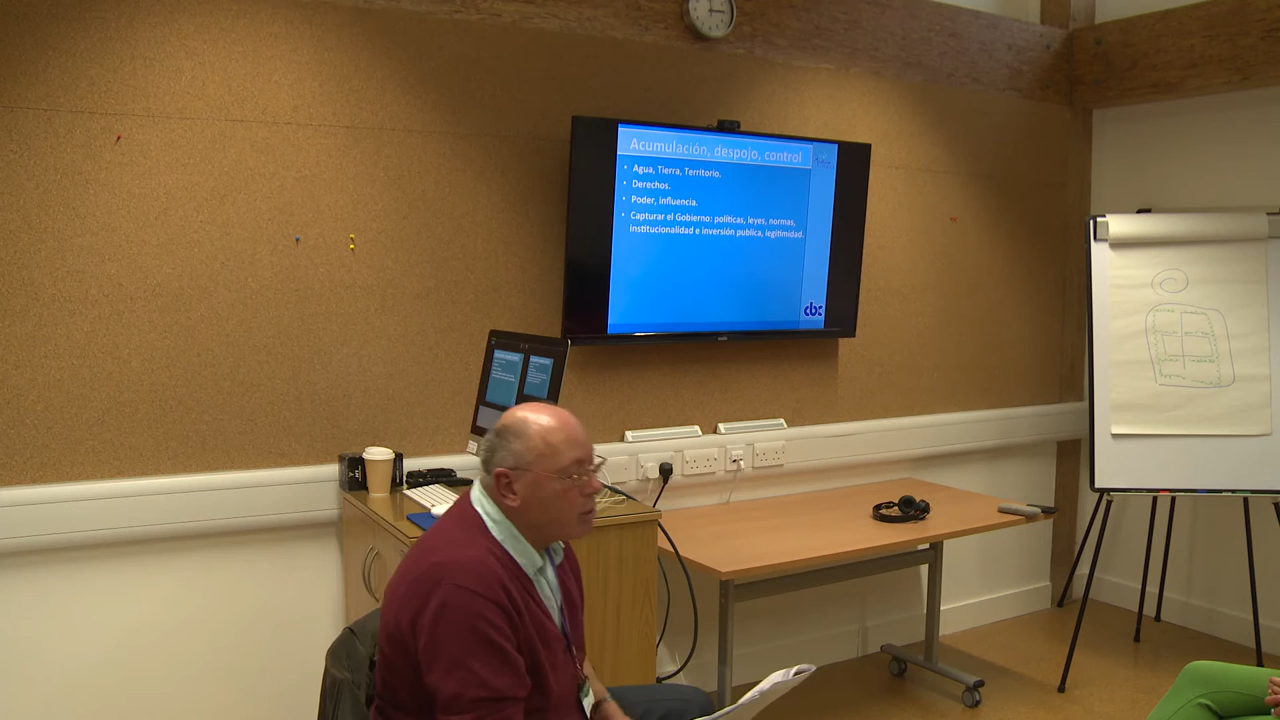 Acumulación, despojo, control
• Agua, Tierra, Territorio.
• Derechos.
• Poder, influencia.
• Capturar el Gobierno: políticas, leyes, normas,
institucionalidad e inversión publica, legitimidad.
cbc